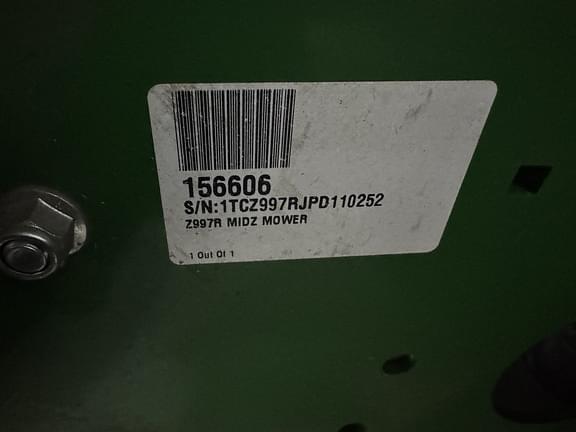 156606
S/N:1TCZ997RJPD110252
Z997R MIDZ MOWER
1 Out Of 1